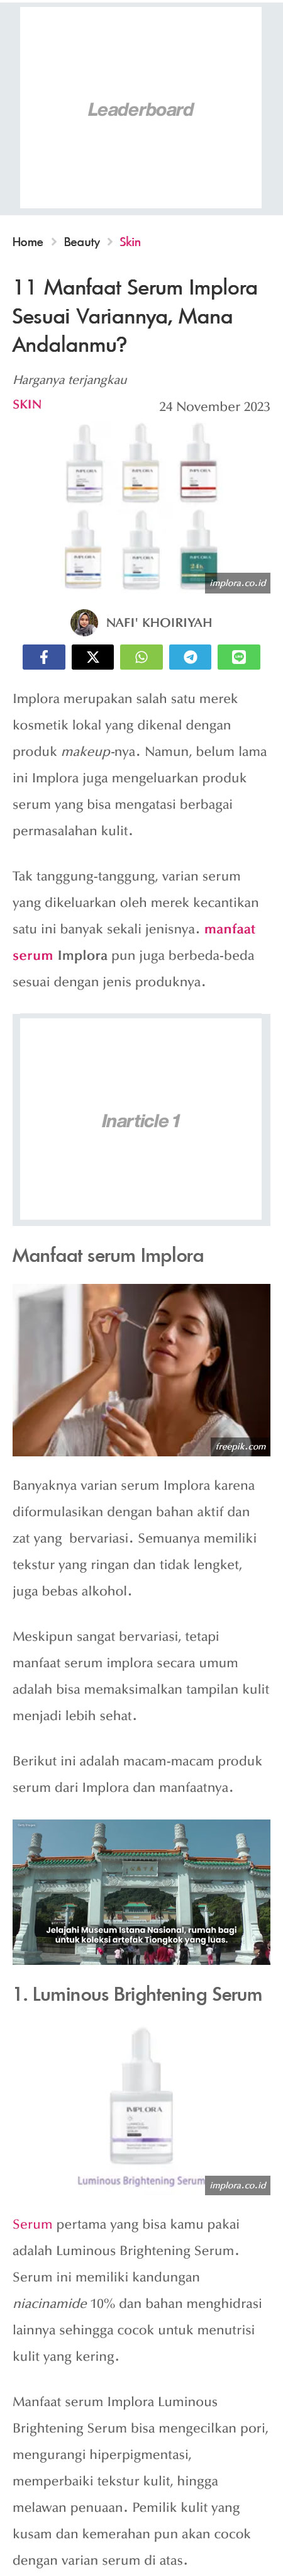 Leaderboard
Home > Beauty > Skin
11 Manfaat Serum Implora
Sesuai Variannya, Mana
Andalanmu?
Harganya terjangkau
SKIN
24 November 2023
IMPLORA
IMPLORA
IMPLORA
IMPLORA
IMPLORA
implora.co.id
NAFI' KHOIRIYAH
Implora merupakan salah satu merek
kosmetik lokal yang dikenal dengan
produk makeup-nya. Namun, belum lama
ini Implora juga mengeluarkan produk
serum yang bisa mengatasi berbagai
permasalahan kulit.
Tak tanggung-tanggung, varian serum
yang dikeluarkan oleh merek kecantikan
satu ini banyak sekali jenisnya. manfaat
serum Implora pun juga berbeda-beda
sesuai dengan jenis produknya.
Inarticle 1
Manfaat serum Implora
freepik.com
Banyaknya varian serum Implora karena
diformulasikan dengan bahan aktif dan
zat yang  bervariasi. Semuanya memiliki
tekstur yang ringan dan tidak lengket,
juga bebas alkohol.
Meskipun sangat bervariasi, tetapi
manfaat serum implora secara umum
adalah bisa memaksimalkan tampilan kulit
menjadi lebih sehat.
Berikut ini adalah macam-macam produk
serum dari Implora dan manfaatnya.
Jelajahi Museum Istana Nasional, rumah bagi
untuk koleksi artefak Tiongkok yang luas.
1. Luminous Brightening Serum
IMPLORA
Luminous Brightening Serum
implora.co.id
Serum pertama yang bisa kamu pakai
adalah Luminous Brightening Serum.
Serum ini memiliki kandungan
niacinamide 10% dan bahan menghidrasi
lainnya sehingga cocok untuk menutrisi
kulit yang kering.
Manfaat serum Implora Luminous
Brightening Serum bisa mengecilkan pori,
mengurangi hiperpigmentasi,
memperbaiki tekstur kulit, hingga
melawan penuaan. Pemilik kulit yang
kusam dan kemerahan pun akan cocok
dengan varian serum di atas.